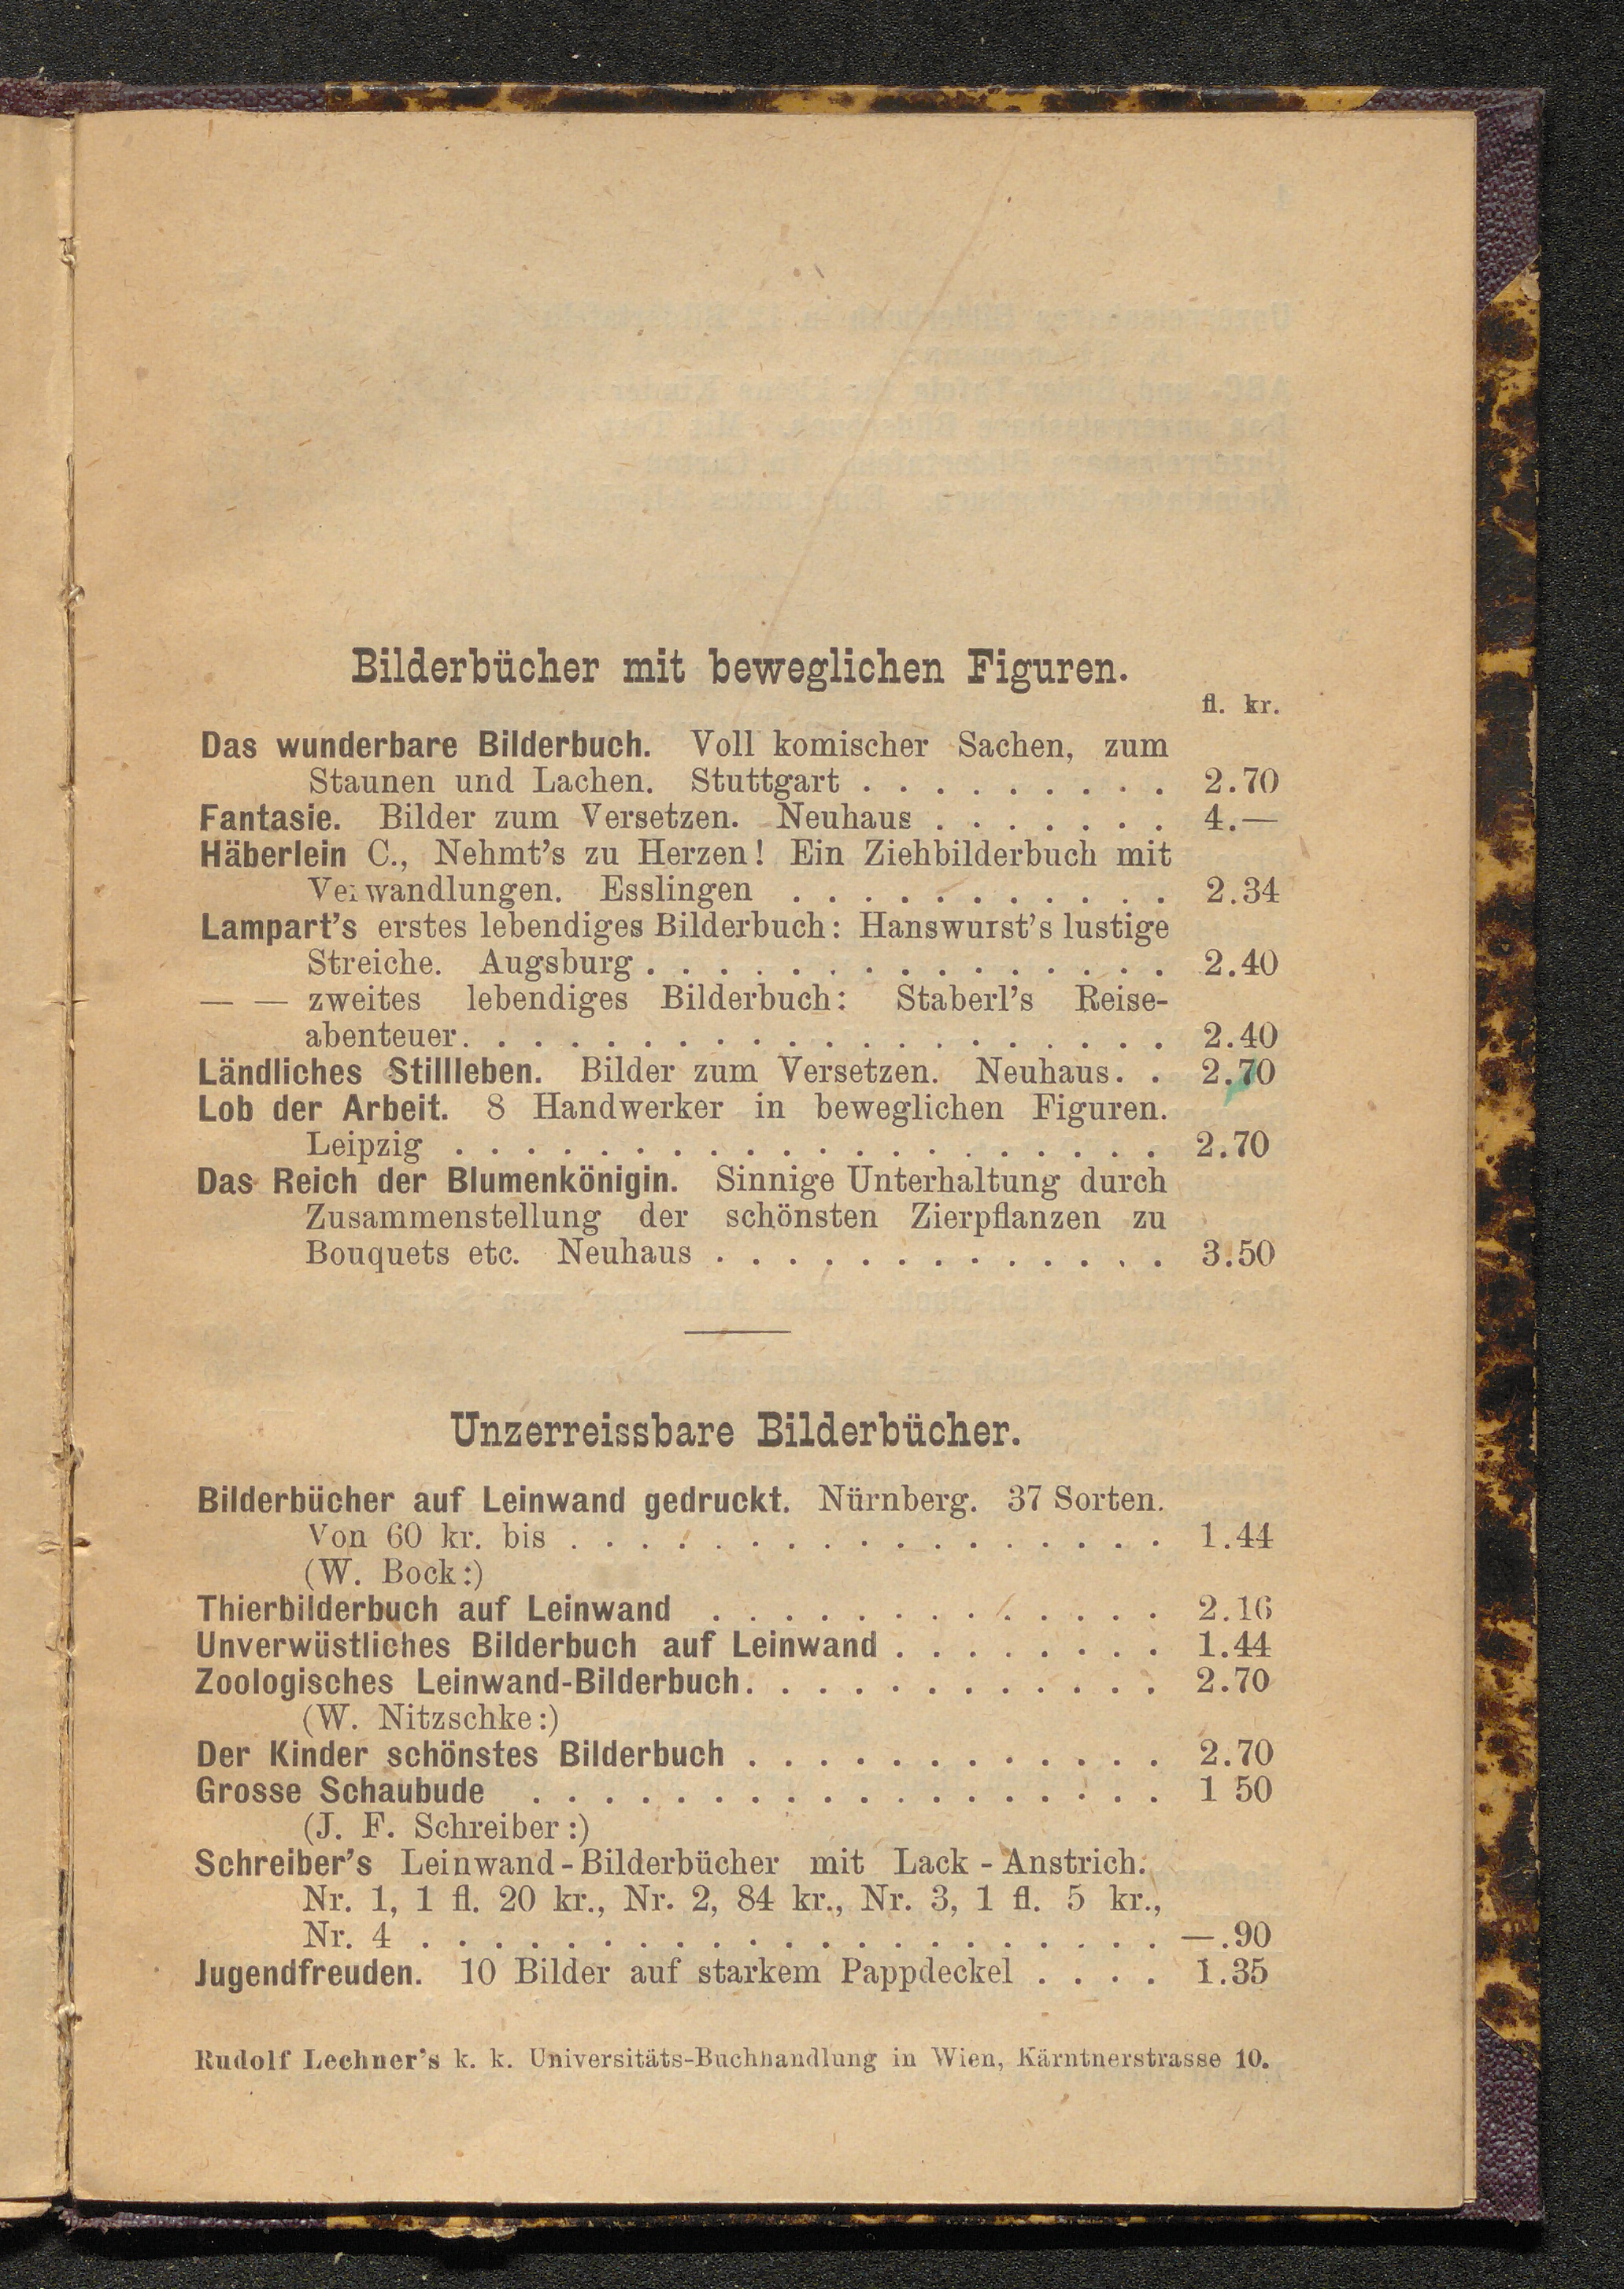 Bilderbücher mit beweglichen Figuren.
fl. kr.
Das wunderbare Bilderbuch. Voll komischer Sachen, zum
Staunen und Lachen. Stuttgart . . . . . . . . . 2.70
Fantasie. Bilder zum Versetzen. Neuhaus . . . . . . . 4.—
Häberlein C., Nehmt's zu Herzen! Ein Ziehbilderbuch mit
Verwandlungen. Esslingen . . . . . . . . . . . 2.34
Lampart's erstes lebendiges Bilderbuch: Hanswurst's lustige
Streiche. Augsburg . . . . . . . . . . . . . . . 2.40
— — zweites lebendiges Bilderbuch: Staberl's Reise-
abenteuer. . . . . . . . . . . . . . . . . . . . 2.40
Ländliches Stillleben. Bilder zum Versetzen. Neuhaus. . 2.70
Lob der Arbeit. 8 Handwerker in beweglichen Figuren.
Leipzig . . . . . . . . . . . . . . . . . . . . 2.70
Das Reich der Blumenkönigin. Sinnige Unterhaltung durch
Zusammenstellung der schönsten Zierpflanzen zu
Bouquets etc. Neuhaus . . . . . . . . . . . . . 3.50
Unzerreissbare Bilderbücher.
Bilderbücher auf Leinwand gedruckt. Nürnberg. 37 Sorten.
Von 60 kr. bis . . . . . . . . . . . . . . . . . 1.44
(W. Bock:)
Thierbilderbuch auf Leinwand . . . . . . . . . . . . . 2.16
Unverwüstliches Bilderbuch auf Leinwand . . . . . . . . 1.44
Zoologisches Leinwand-Bilderbuch. . . . . . . . . . . . 2.70
(W. Nitzschke:)
Der Kinder schönstes Bilderbuch . . . . . . . . . . . . 2.70
Grosse Schaubude . . . . . . . . . . . . . . . . . . 1 50
(J. F. Schreiber:)
Schreiber's Leinwand-Bilderbücher mit Lack-Anstrich.
Nr. 1, 1 fl. 20 kr., Nr. 2, 84 kr., Nr. 3, 1 fl. 5 kr.,
Nr. 4 . . . . . . . . . . . . . . . . . . . . . . —.90
Jugendfreuden. 10 Bilder auf starkem Pappdeckel . . . . 1.35
Rudolf Lechner's k. k. Universitäts-Buchhandlung in Wien, Kärntnerstrasse 10.